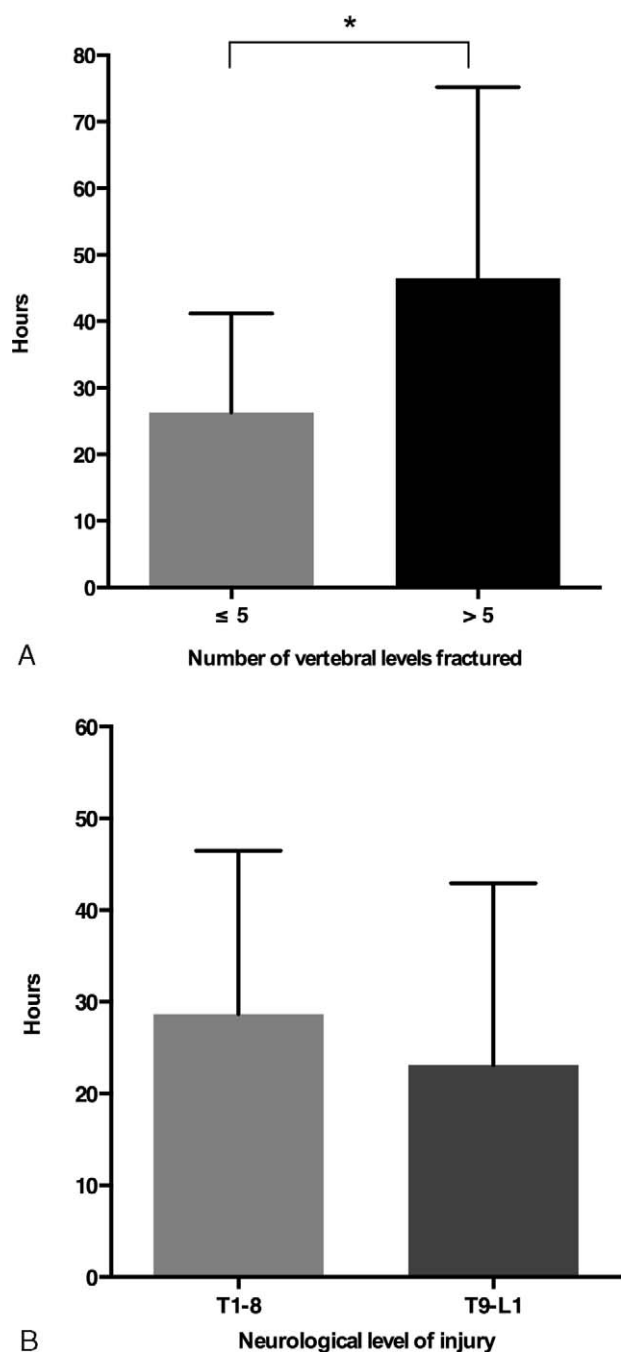 *
80
70
60
50
40
30
20
10
0
Hours
≤ 5
> 5
A
Number of vertebral levels fractured
60
50
40
30
20
10
0
Hours
T1-8
T9-L1
B
Neurological level of injury